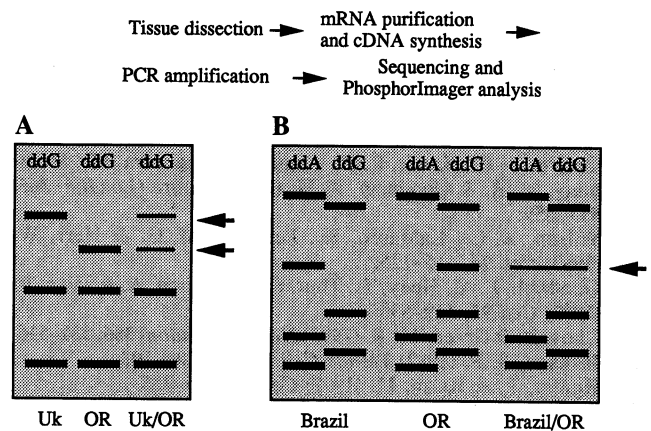 Tissue dissection
mRNA purification
and cDNA synthesis
PCR amplification
Sequencing and
PhosphorImager analysis
A
ddG ddG ddG
Uk OR Uk/OR
B
ddA ddG ddA ddG ddA ddG
Brazil OR Brazil/OR